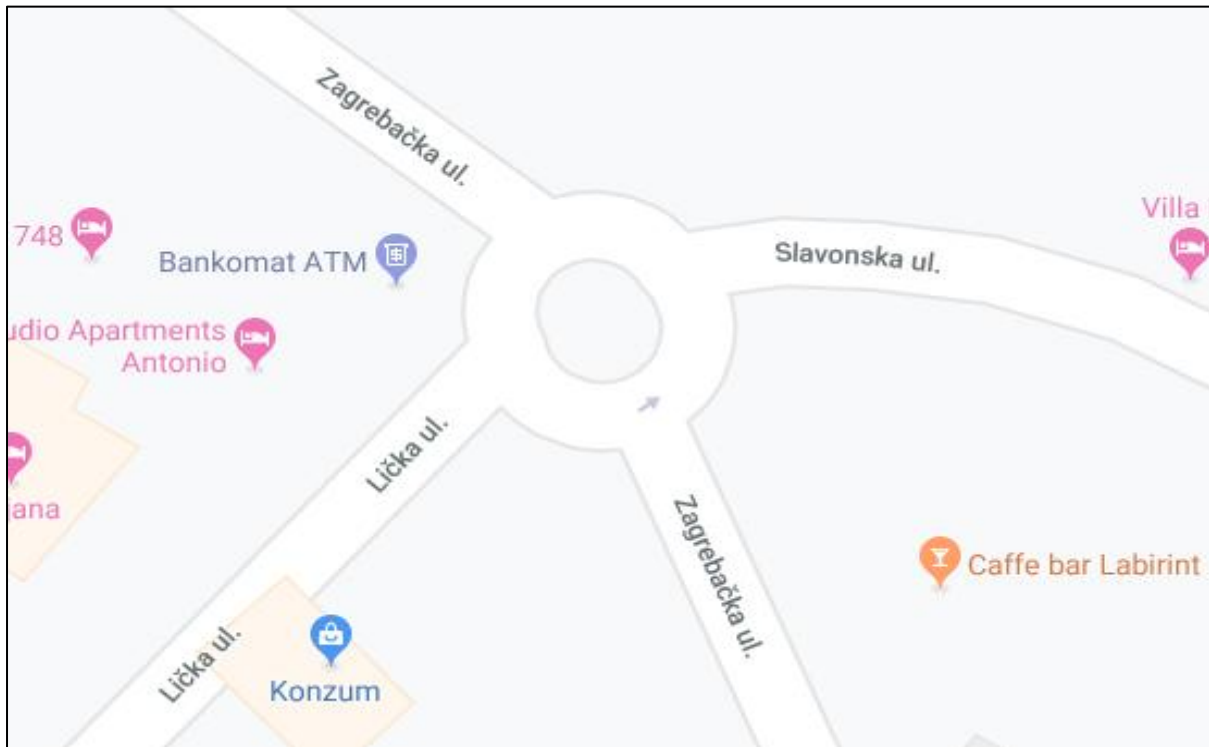 Zagrebačka ul.
Villa
Slavonska ul.
748
Bankomat ATM
udio Apartments
Antonio
Lička ul.
jana
Zagrebačka ul.
Caffe bar Labirint
Lička ul.
Konzum